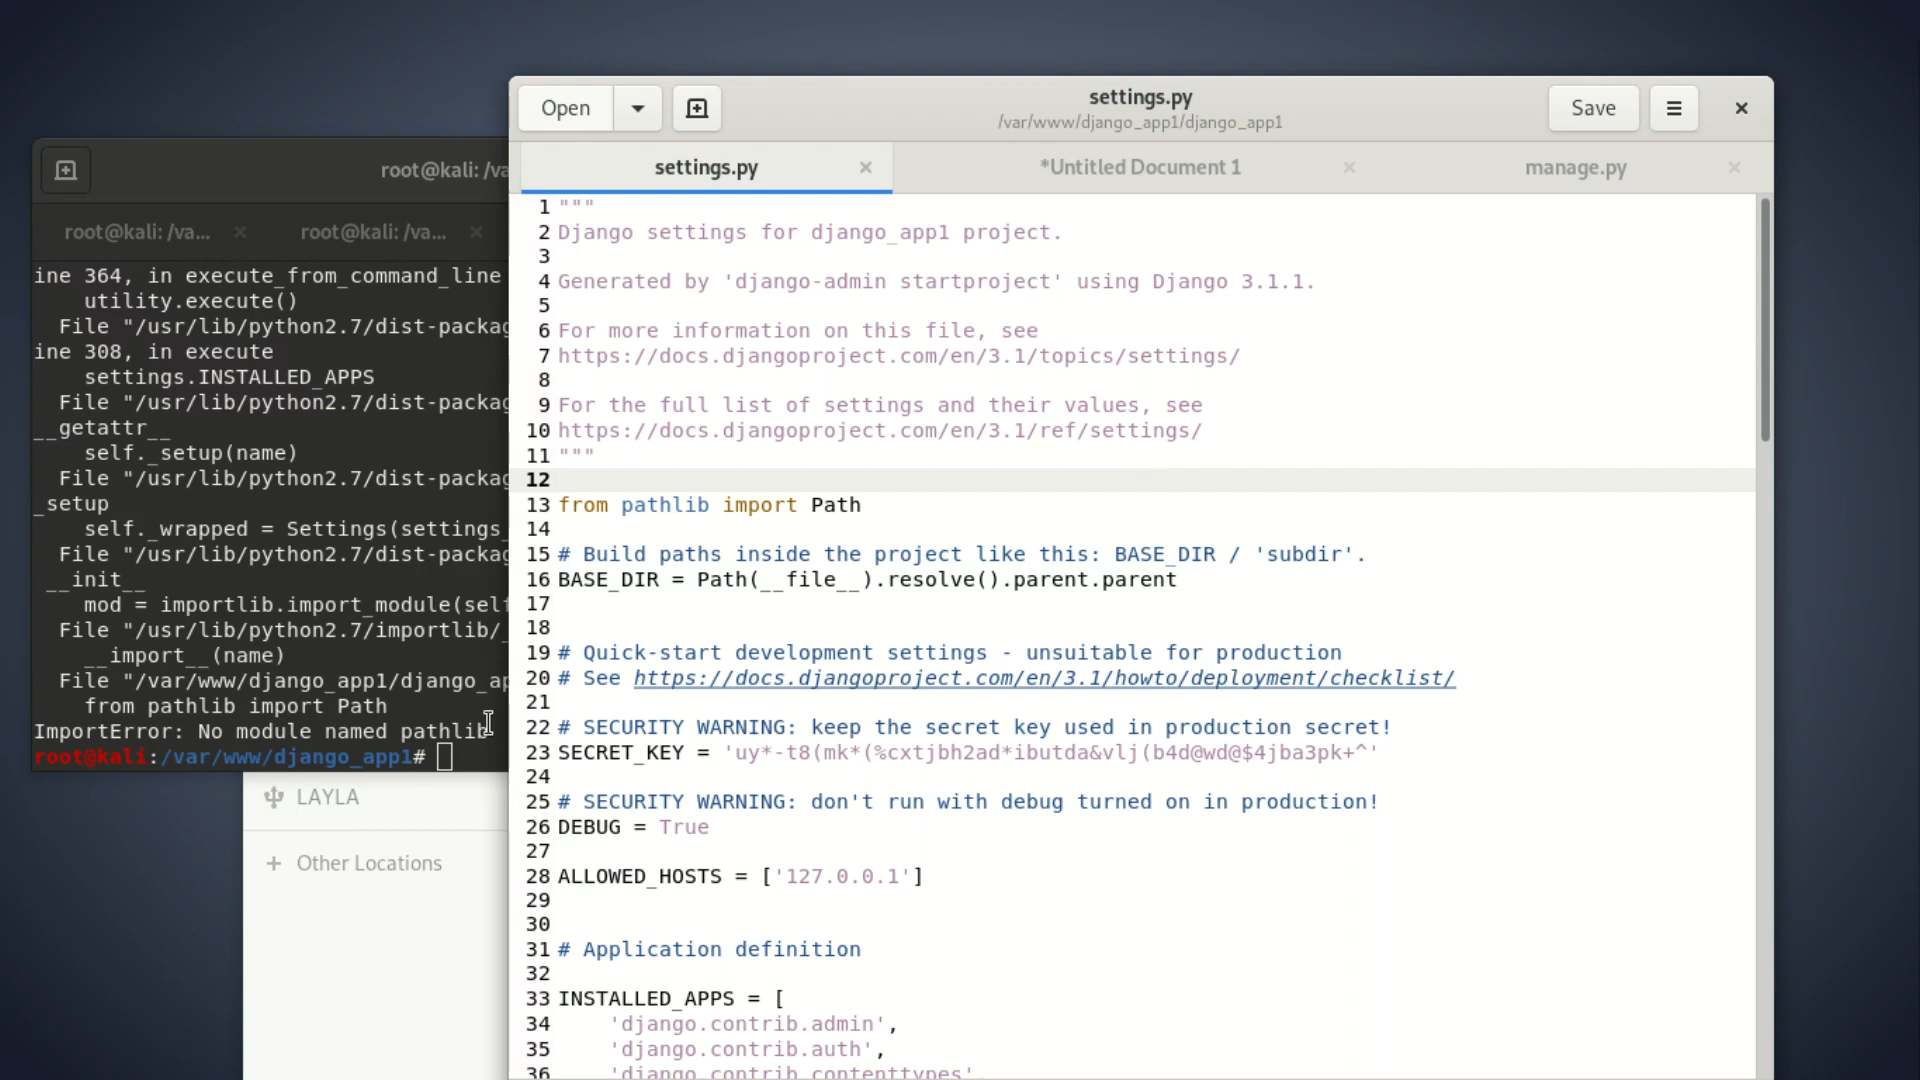 Open
settings.py
/var/www/django_app1/django_app1
Save
settings.py
*Untitled Document 1
manage.py
root@kali: /va
root@kali: /va...
root@kali: /va...
ine 364, in execute_from_command_line
utility.execute()
File "/usr/lib/python2.7/dist-packag
ine 308, in execute
settings.INSTALLED_APPS
File "/usr/lib/python2.7/dist-packag
__getattr__
self._setup(name)
File "/usr/lib/python2.7/dist-packag
_setup
self._wrapped = Settings(settings_
File "/usr/lib/python2.7/dist-packag
__init__
mod = importlib.import_module(self
File "/usr/lib/python2.7/importlib/_
__import__(name)
File "/var/www/django_app1/django_ap
from pathlib import Path
ImportError: No module named pathlib
root@kali:/var/www/django_app1#
LAYLA
+ Other Locations
1 """
2 Django settings for django_app1 project.
3
4 Generated by 'django-admin startproject' using Django 3.1.1.
5
6 For more information on this file, see
7 https://docs.djangoproject.com/en/3.1/topics/settings/
8
9 For the full list of settings and their values, see
10 https://docs.djangoproject.com/en/3.1/ref/settings/
11 """
12
13 from pathlib import Path
14
15 # Build paths inside the project like this: BASE_DIR / 'subdir'.
16 BASE_DIR = Path(__file__).resolve().parent.parent
17
18
19 # Quick-start development settings - unsuitable for production
20 # See https://docs.djangoproject.com/en/3.1/howto/deployment/checklist/
21
22 # SECURITY WARNING: keep the secret key used in production secret!
23 SECRET_KEY = 'uy*-t8(mk*(%cxtjbh2ad*ibutda&vlj(b4d@wd@$4jba3pk+^'
24
25 # SECURITY WARNING: don't run with debug turned on in production!
26 DEBUG = True
27
28 ALLOWED_HOSTS = ['127.0.0.1']
29
30
31 # Application definition
32
33 INSTALLED_APPS = [
34 'django.contrib.admin',
35 'django.contrib.auth',
36 'django.contrib.contenttypes',